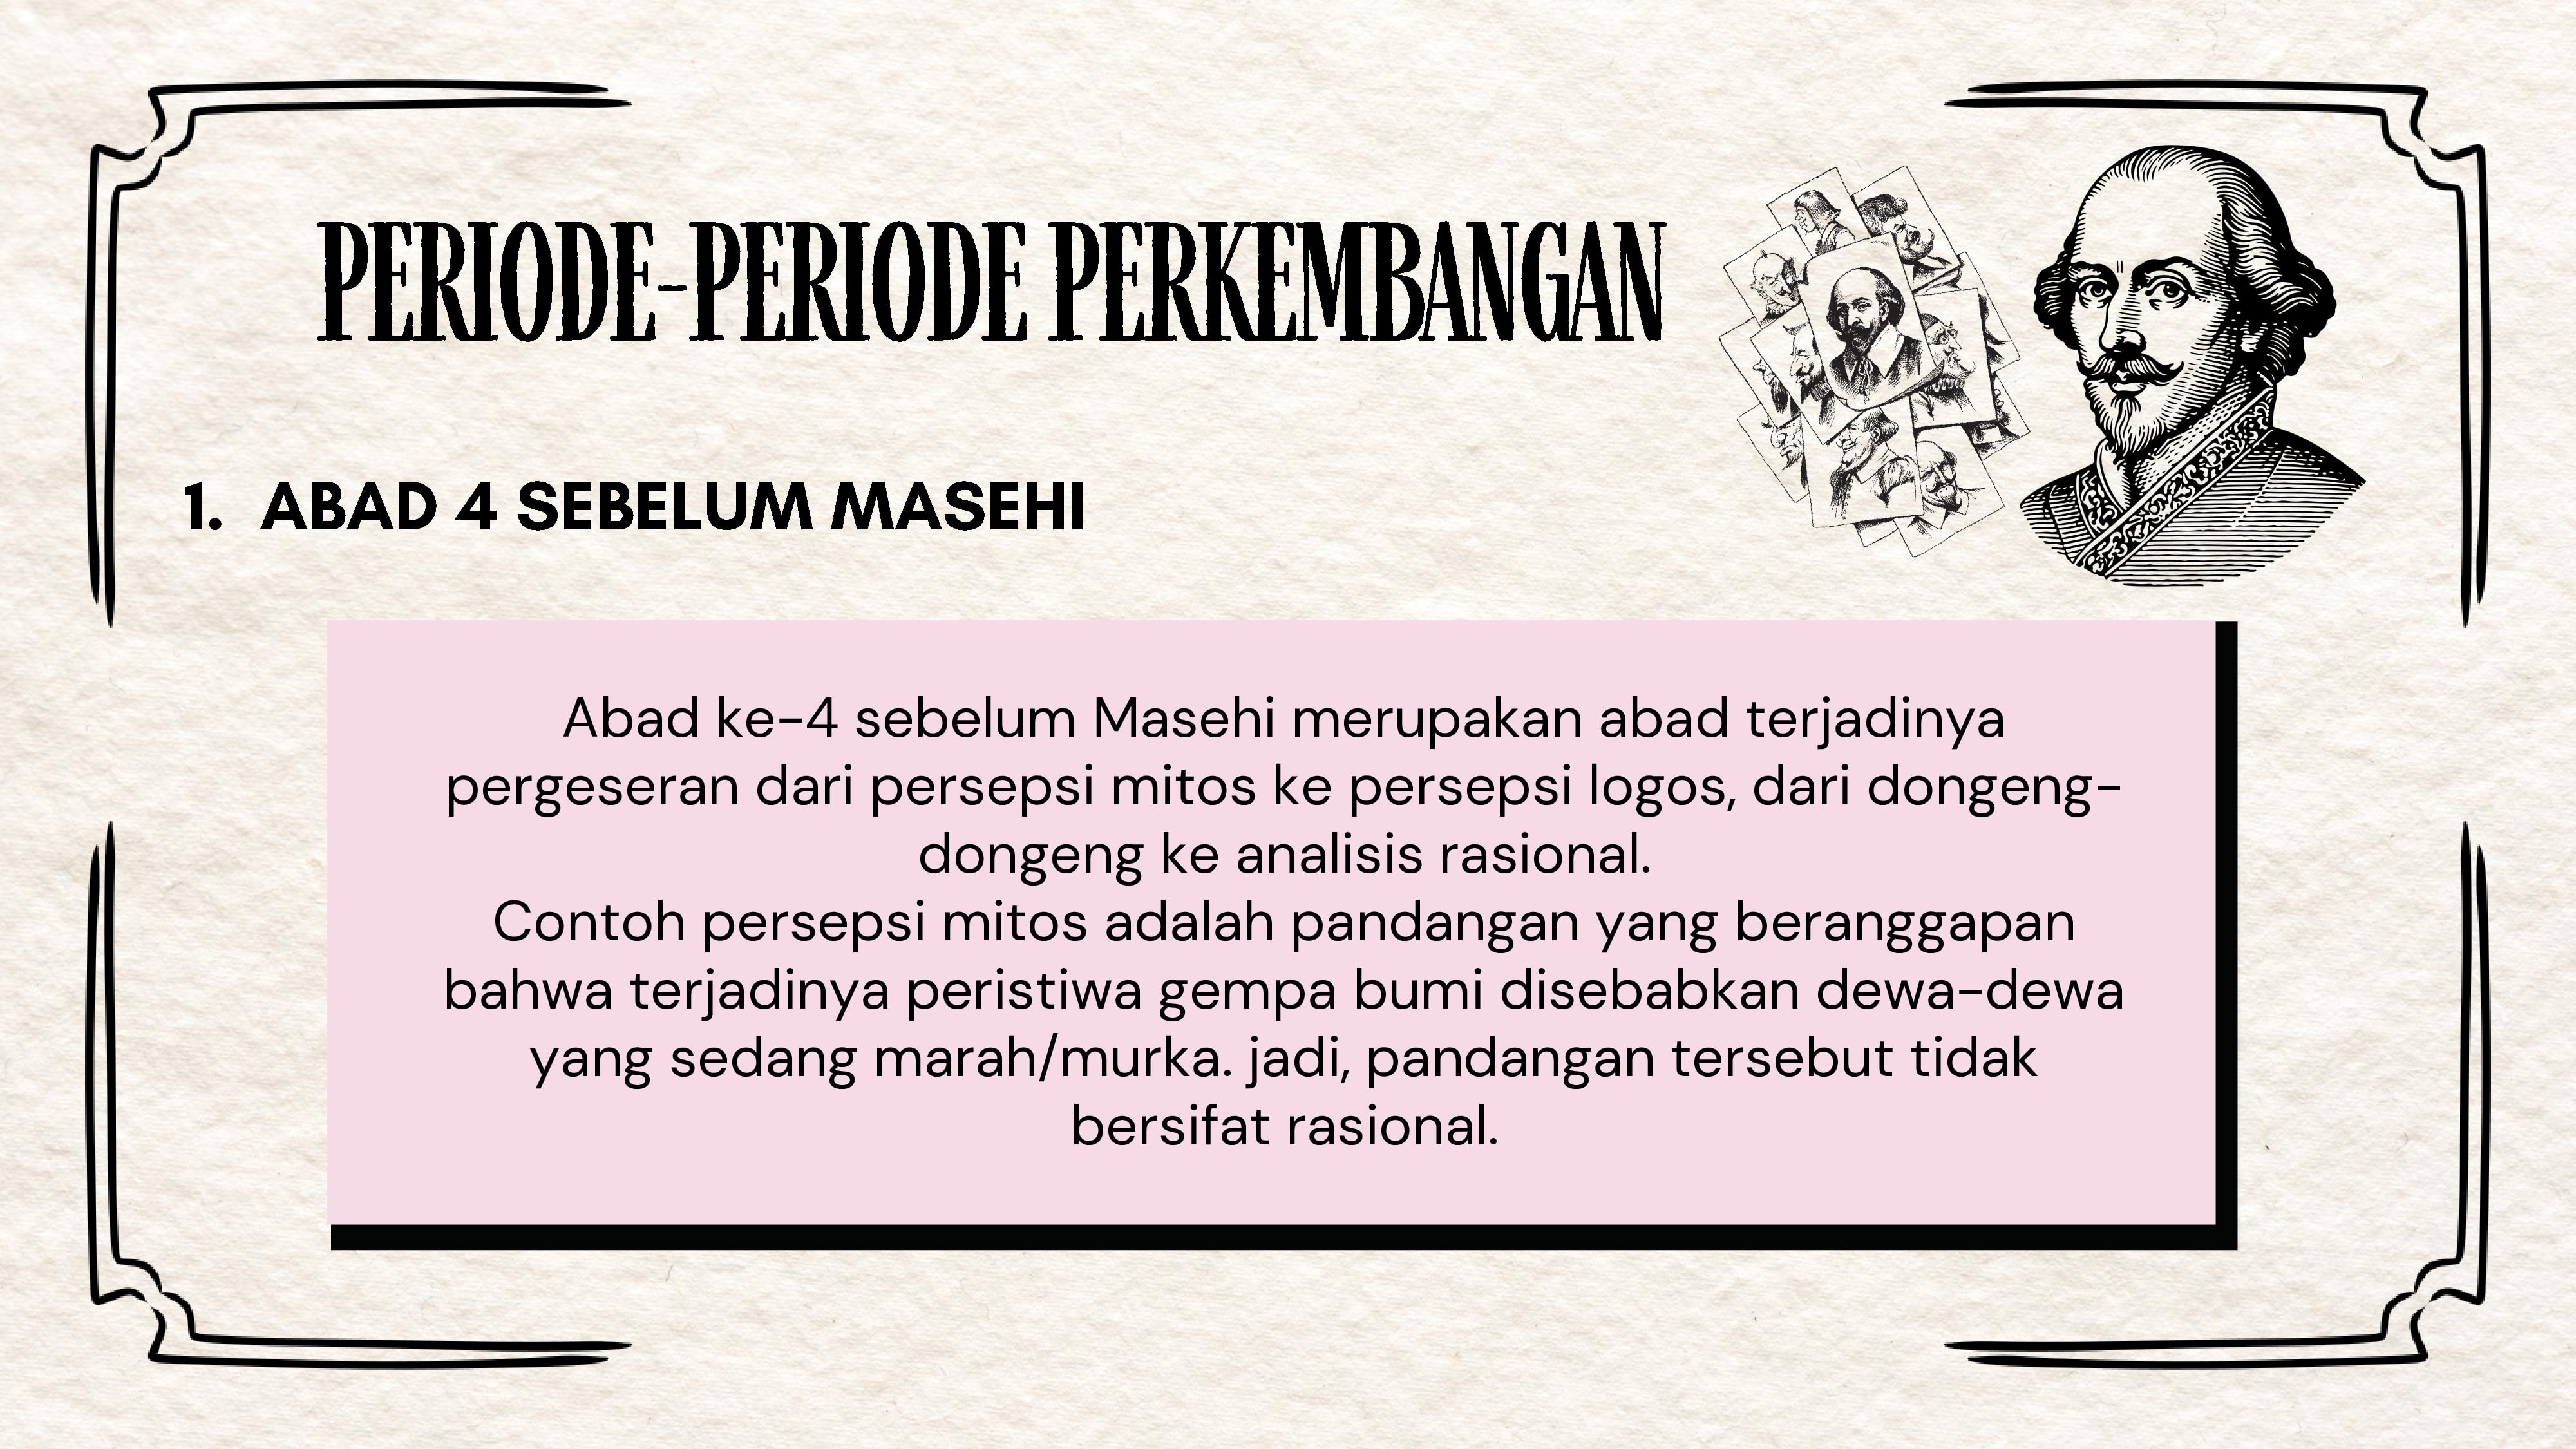 PERIODE-PERIODE PERKEMBANGAN
1. ABAD 4 SEBELUM MASEHI
Abad ke-4 sebelum Masehi merupakan abad terjadinya
pergeseran dari persepsi mitos ke persepsi logos, dari dongeng-
dongeng ke analisis rasional.
Contoh persepsi mitos adalah pandangan yang beranggapan
bahwa terjadinya peristiwa gempa bumi disebabkan dewa-dewa
yang sedang marah/murka. jadi, pandangan tersebut tidak
bersifat rasional.